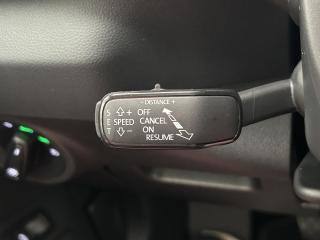 - DISTANCE +
S + OFF
E SPEED CANCEL
T - ON
RESUME